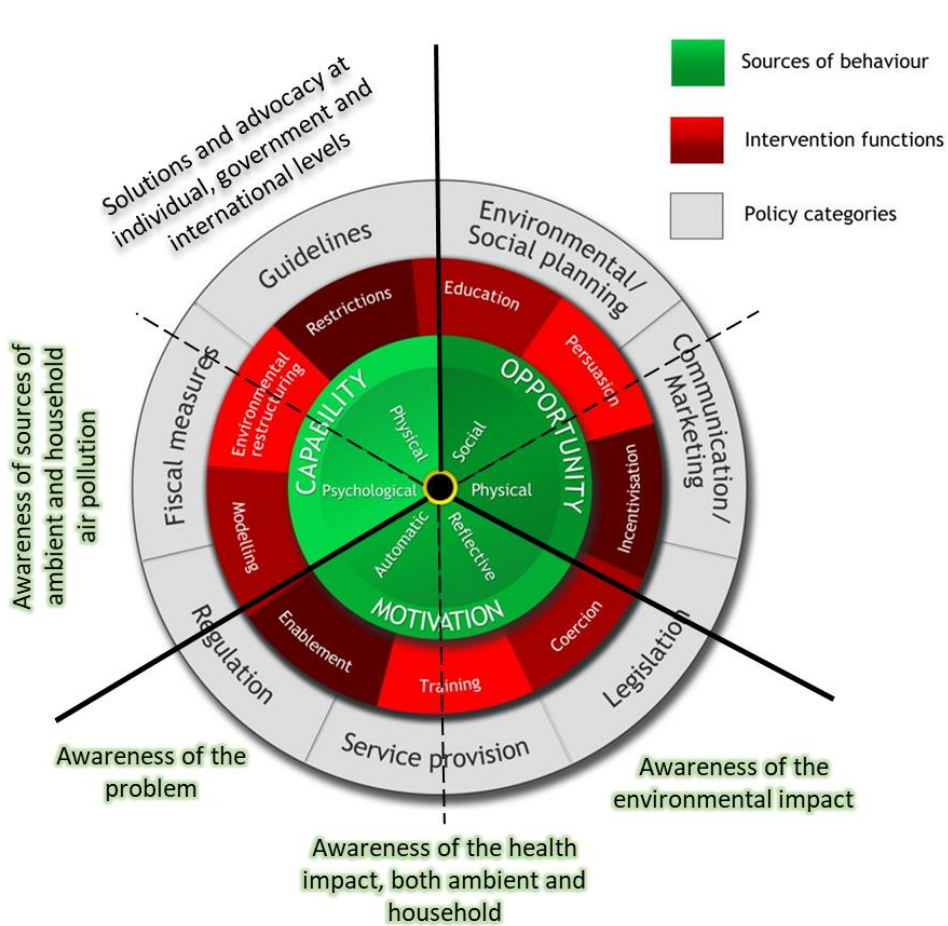 Sources of behaviour
Intervention functions
Policy categories
Solutions and advocacy at
individual, government and
international levels
Guidelines
Environmental/
Social planning
Communication/
Marketing
Legislation
Service provision
Regulation
Fiscal measures
Restrictions
Education
Persuasion
Incentivisation
Coercion
Training
Enablement
Modelling
Environmental
restructuring
CAPABILITY
OPPORTUNITY
MOTIVATION
Physical
Social
Psychological
Physical
Automatic
Reflective
Awareness of sources of
ambient and household
air pollution
Awareness of the
problem
Awareness of the
environmental impact
Awareness of the health
impact, both ambient and
household